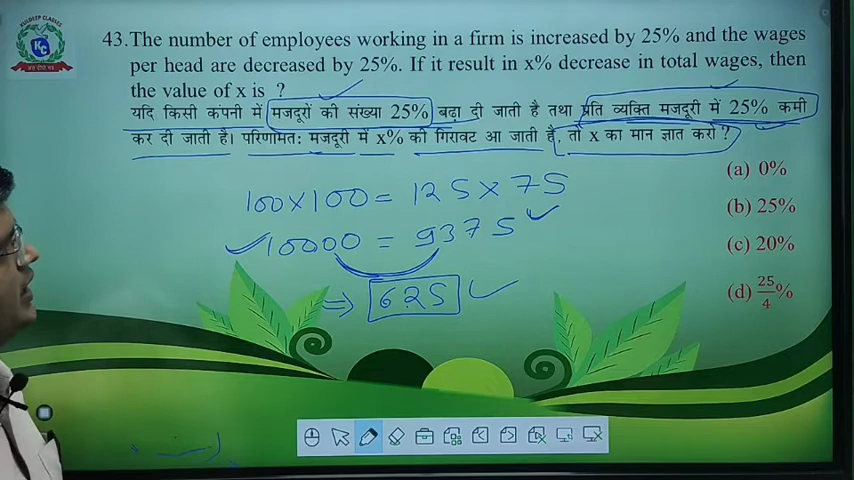 KULDEEP CLASSES
KC
43.The number of employees working in a firm is increased by 25% and the wages
per head are decreased by 25%. If it result in x% decrease in total wages, then
the value of x is ?
यदि किसी कंपनी में मजदूरों की संख्या 25% बढ़ा दी जाती है तथा प्रति व्यक्ति मजदूरी में 25% कमी
कर दी जाती है। परिणामत: मजदूरी में x% की गिरावट आ जाती है, तो x का मान ज्ञात करो ?
(a) 0%
(b) 25%
(c) 20%
(d) 25/4%
100×100 = 125×75
10000 = 9375
⇒ 625